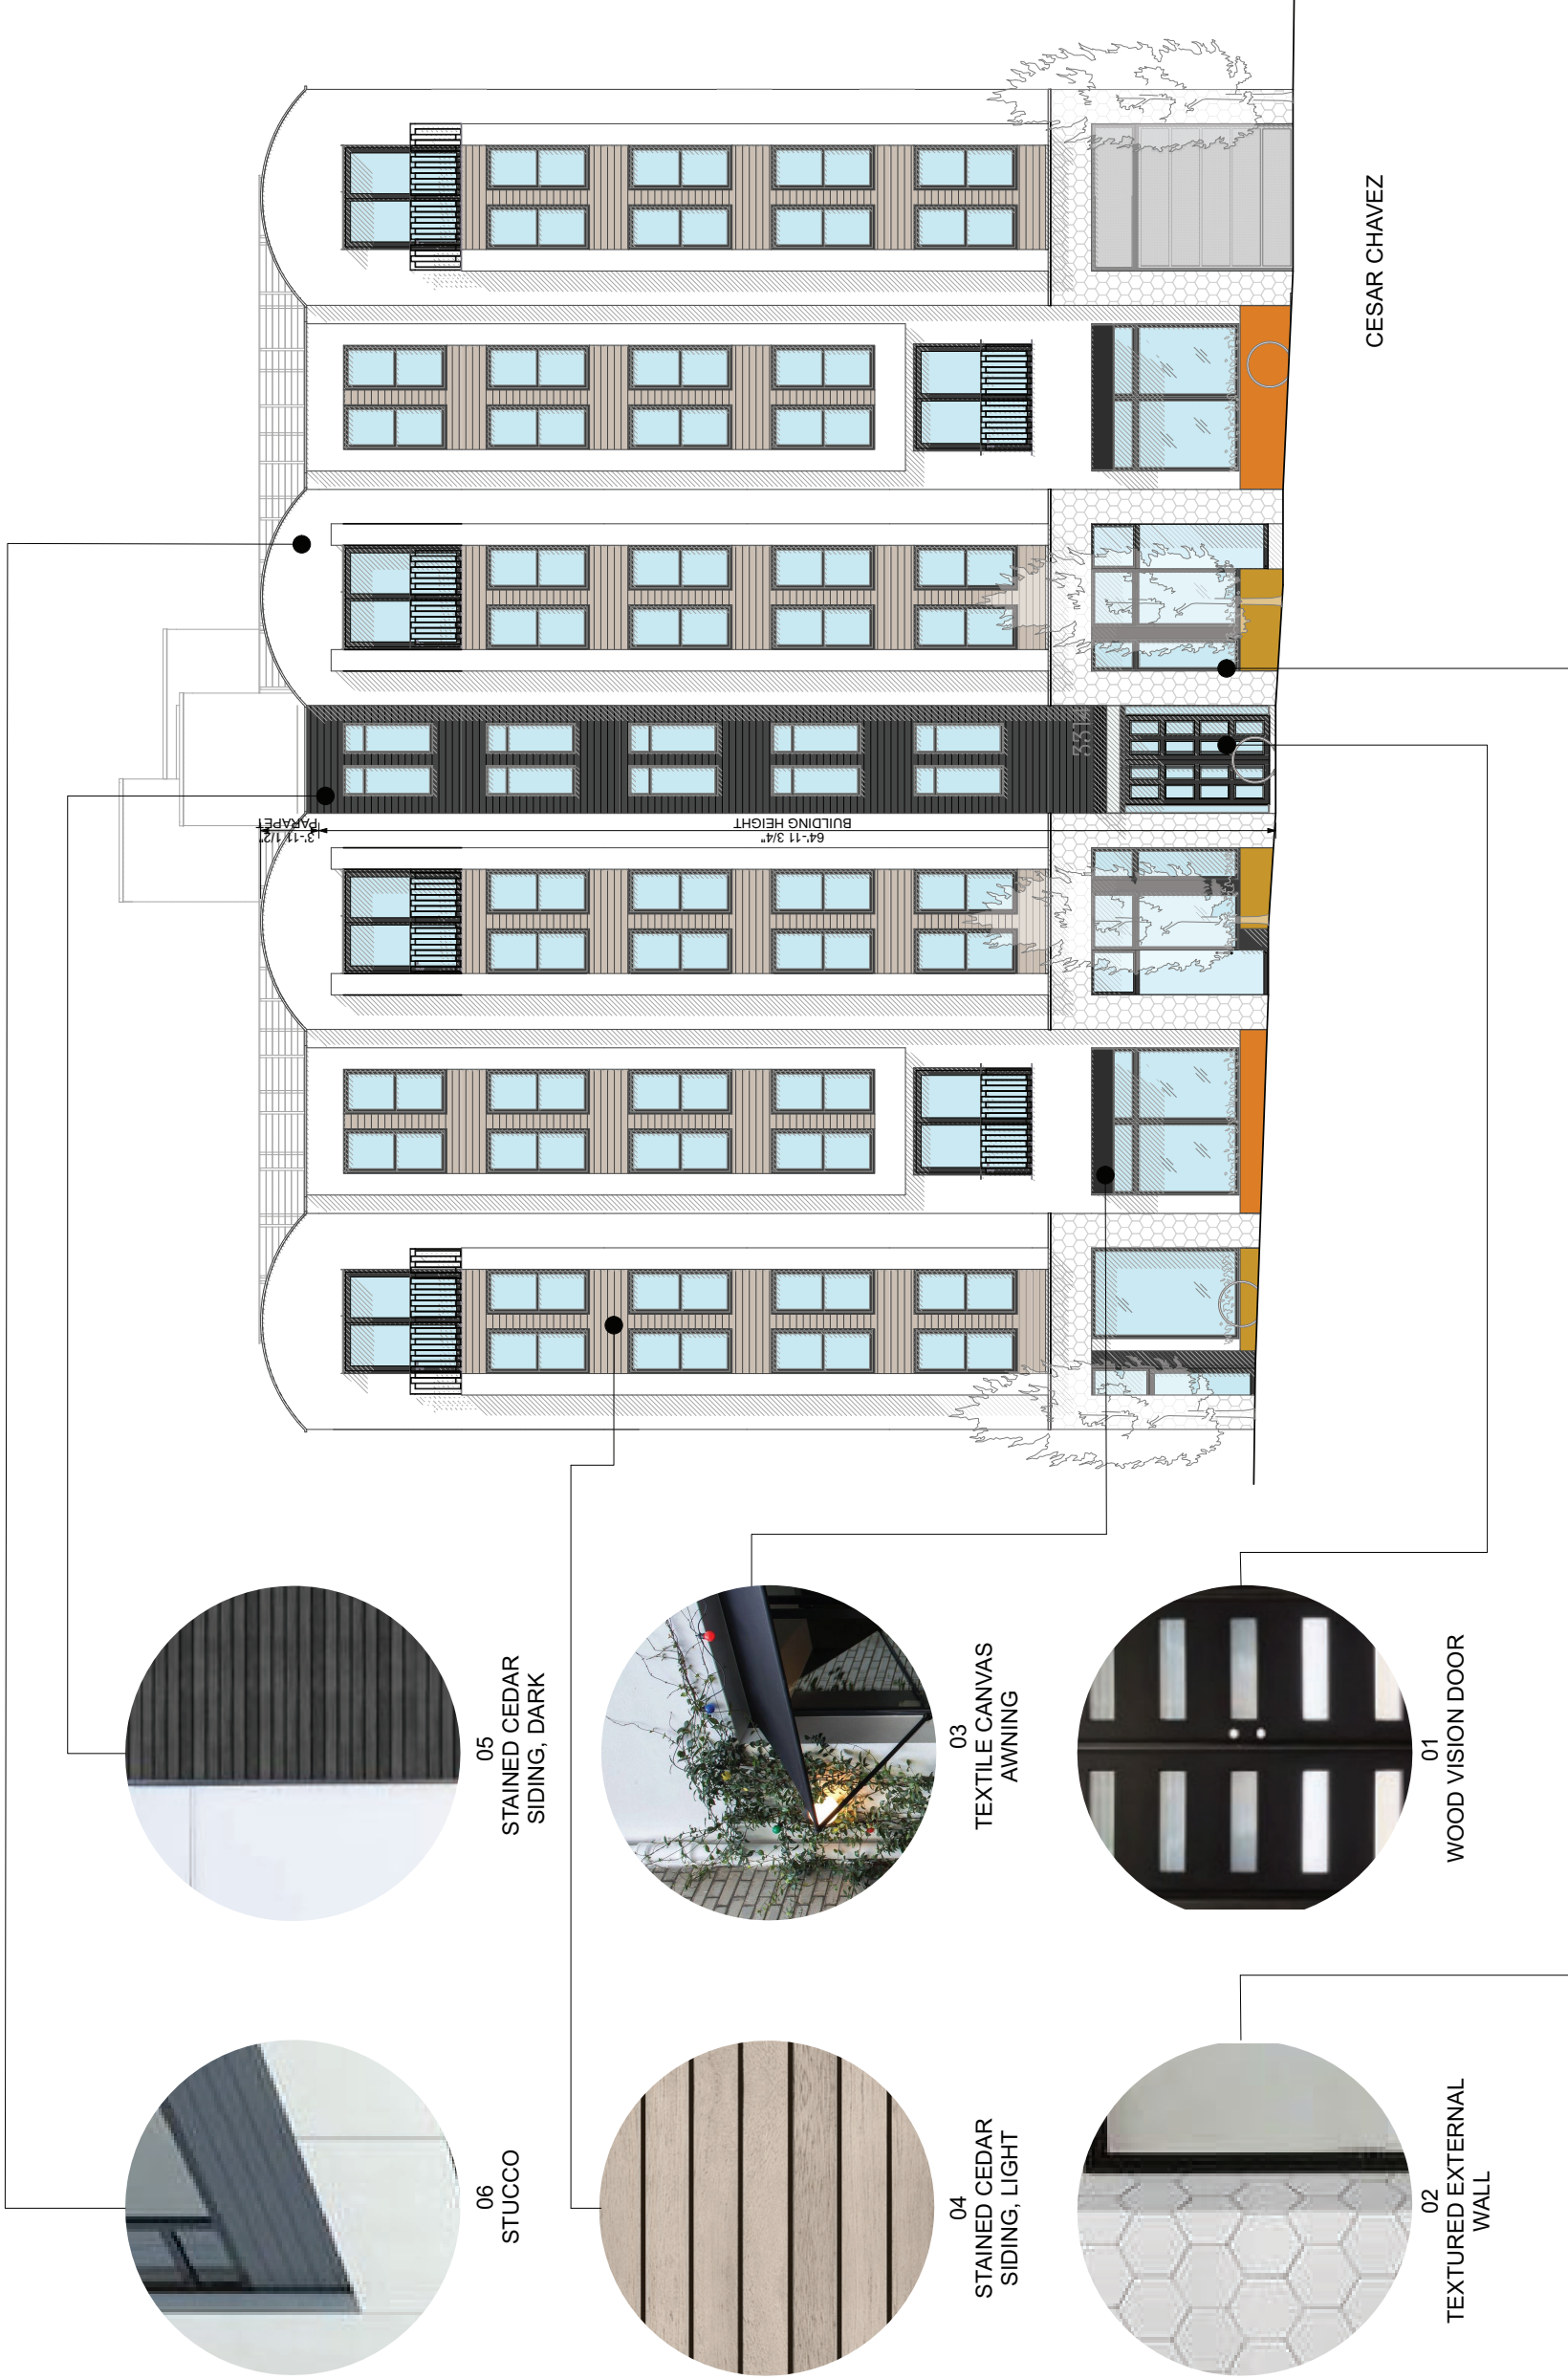 06
STUCCO
05
STAINED CEDAR
SIDING, DARK
04
STAINED CEDAR
SIDING, LIGHT
03
TEXTILE CANVAS
AWNING
02
TEXTURED EXTERNAL
WALL
01
WOOD VISION DOOR
3'-11 1/2"
PARAPET
64'-11 3/4"
BUILDING HEIGHT
3314
CESAR CHAVEZ